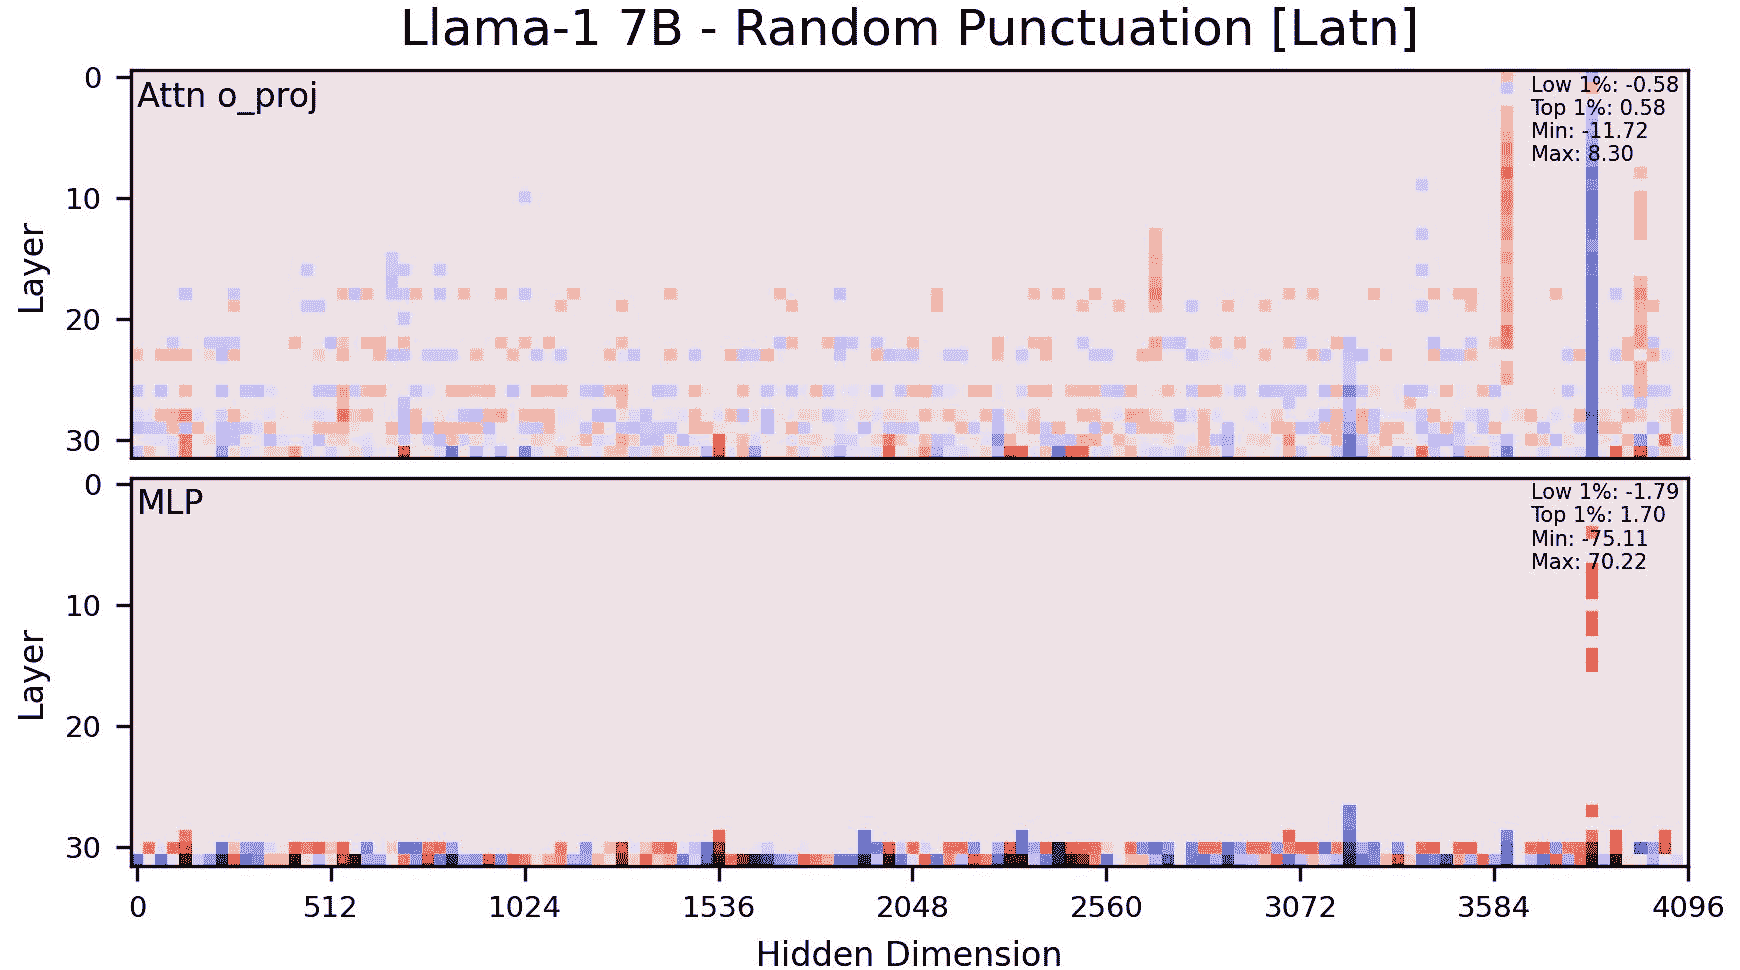 Llama-1 7B - Random Punctuation [Latn]
0
Attn o_proj
Low 1%: -0.58
Top 1%: 0.58
Min: -11.72
Max: 8.30
10
Layer
20
30
0
MLP
Low 1%: -1.79
Top 1%: 1.70
Min: -75.11
Max: 70.22
10
Layer
20
30
0 512 1024 1536 2048 2560 3072 3584 4096
Hidden Dimension